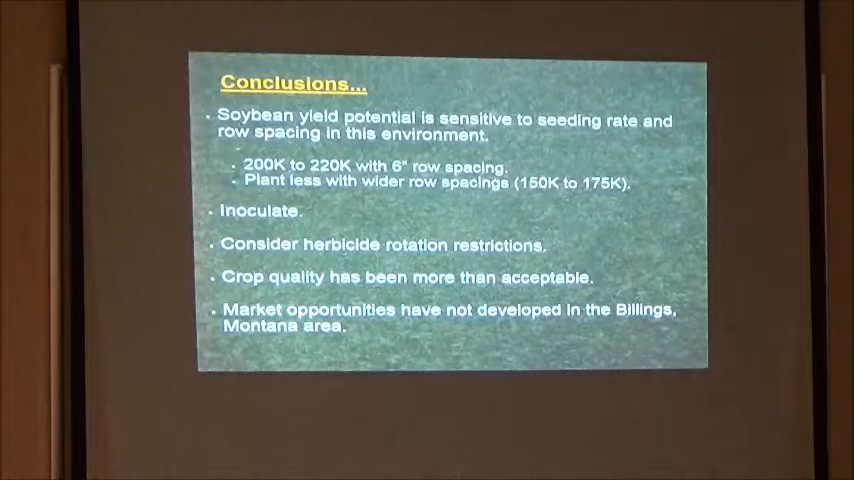 Conclusions...
• Soybean yield potential is sensitive to seeding rate and
row spacing in this environment.
• 200K to 220K with 6" row spacing.
• Plant less with wider row spacings (150K to 175K).
• Inoculate.
• Consider herbicide rotation restrictions.
• Crop quality has been more than acceptable.
• Market opportunities have not developed in the Billings,
Montana area.